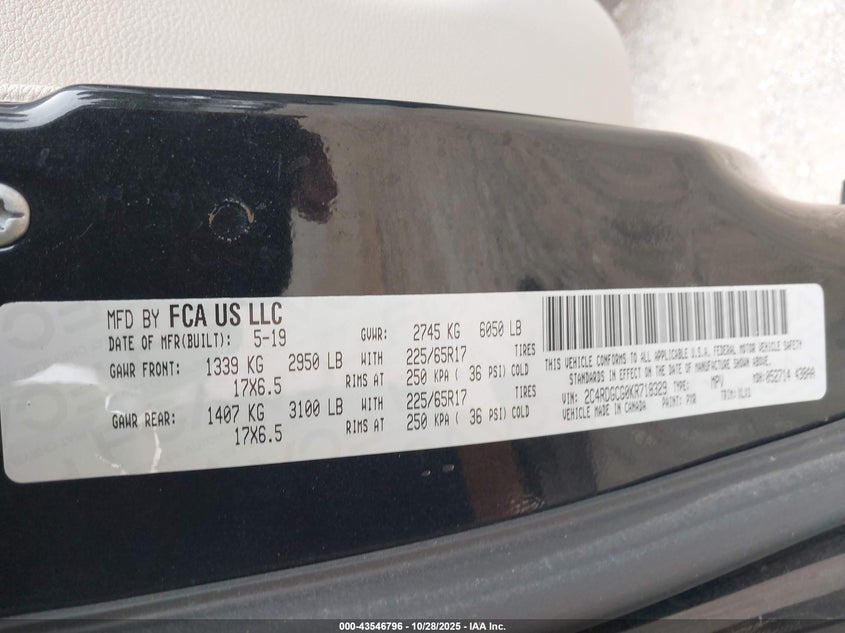 MFD BY FCA US LLC
DATE OF MFR(BUILT): 5-19 GVWR: 2745 KG 6050 LB
GAWR FRONT: 1339 KG 2950 LB WITH 225/65R17 TIRES
17X6.5 RIMS AT 250 KPA ( 36 PSI) COLD
GAWR REAR: 1407 KG 3100 LB WITH 225/65R17 TIRES
17X6.5 RIMS AT 250 KPA ( 36 PSI) COLD
THIS VEHICLE CONFORMS TO ALL APPLICABLE U.S.A. FEDERAL MOTOR VEHICLE SAFETY
STANDARDS IN EFFECT ON THE DATE OF MANUFACTURE SHOWN ABOVE.
VIN: 2C4RDGCG0KR718329 TYPE: MPV MDH: 052714 430AA
VEHICLE MADE IN CANADA PAINT: PXR TRIM:
000-43546796 - 10/28/2025 - IAA Inc.